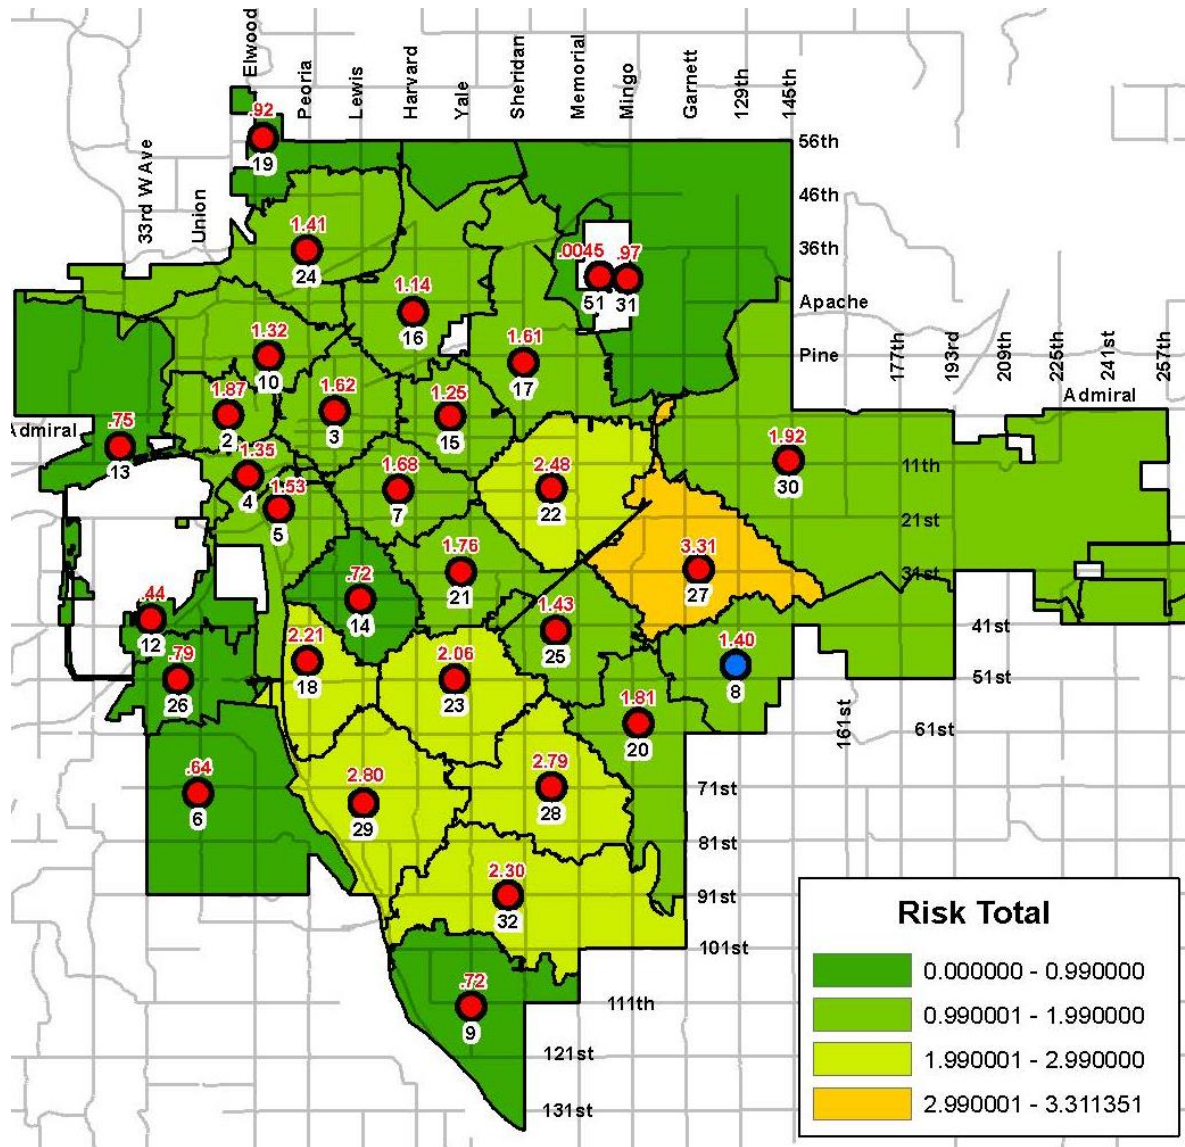 Elwood
Peoria
Lewis
Harvard
Yale
Sheridan
Memorial
Mingo
Garnett
129th
145th
33rd W Ave
Union
.92
19
56th
46th
1.41
24
36th
.0045
51
.97
31
1.14
16
Apache
1.32
10
1.61
17
Pine
177th
193rd
209th
225th
241st
257th
Admiral
1.87
2
1.62
3
1.25
15
Admiral
.75
13
1.35
4
1.92
30
11th
1.53
5
1.68
7
2.48
22
21st
1.76
21
3.31
27
31st
.72
14
.44
12
1.43
25
41st
2.21
18
2.06
23
1.40
8
51st
.79
26
1.81
20
161st
61st
.64
6
2.80
29
2.79
28
71st
81st
2.30
32
91st
101st
.72
9
111th
121st
131st
Risk Total
0.000000 - 0.990000
0.990001 - 1.990000
1.990001 - 2.990000
2.990001 - 3.311351